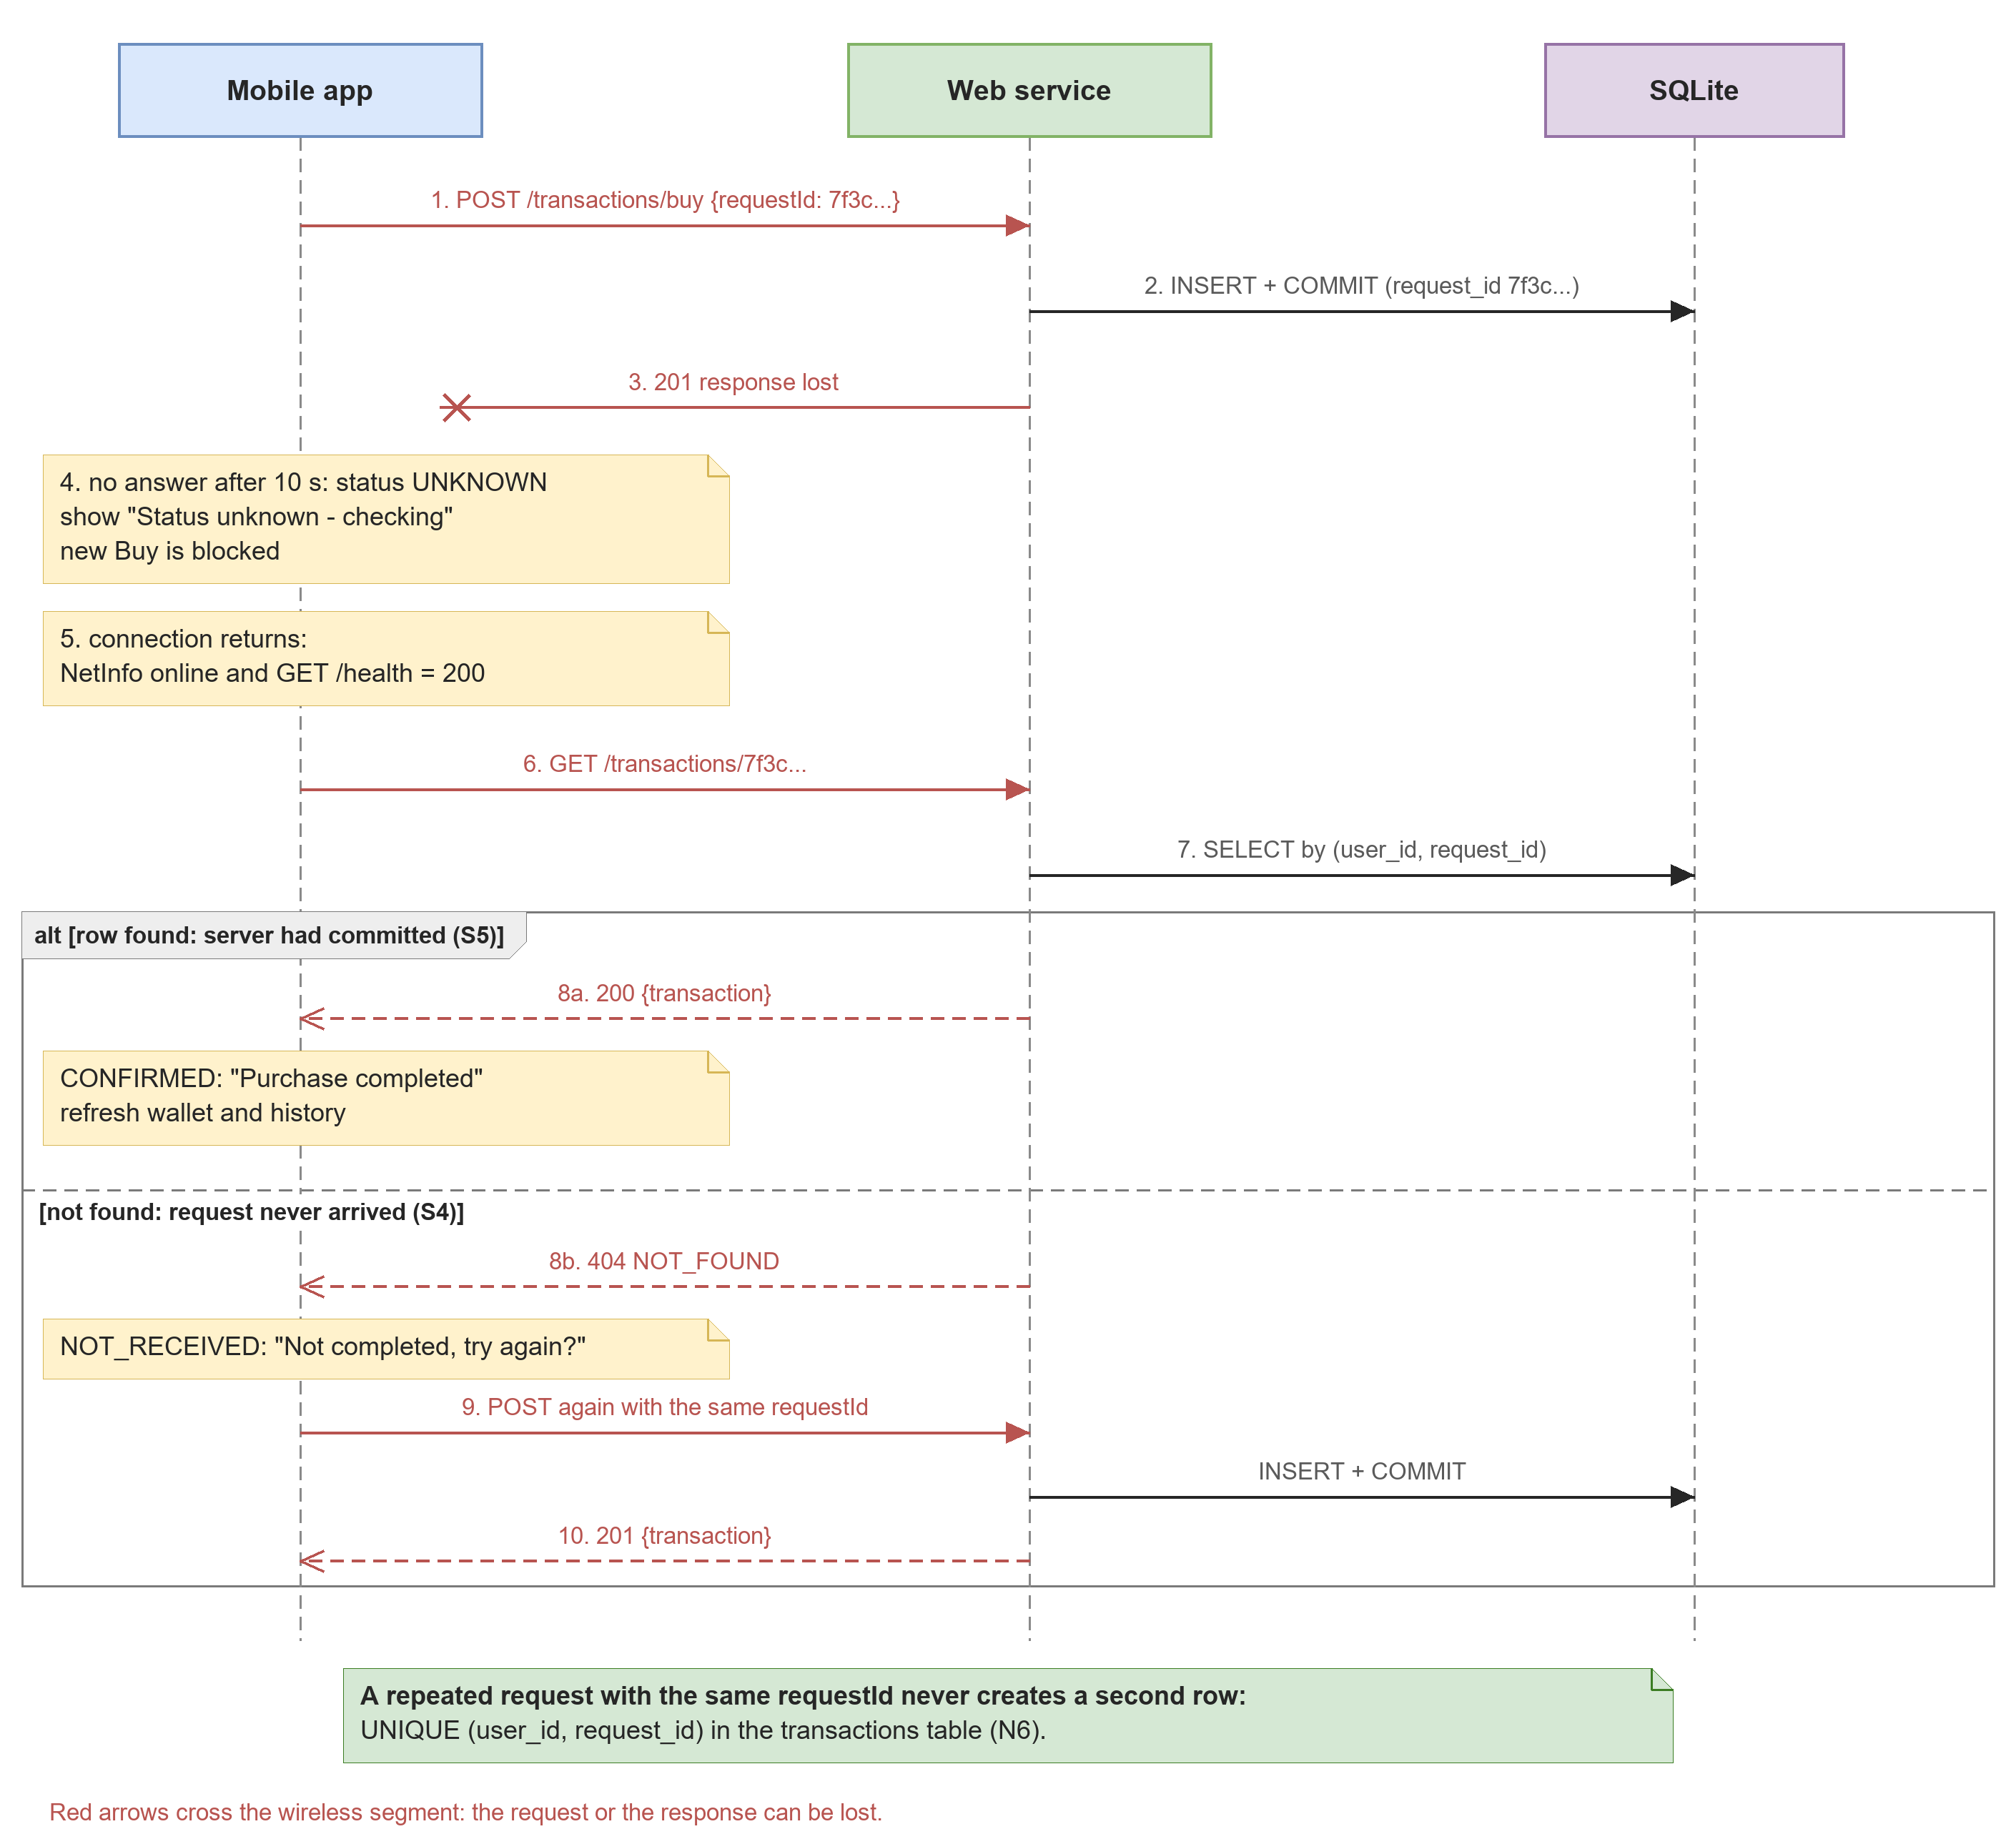 Mobile app
Web service
SQLite
1. POST /transactions/buy {requestId: 7f3c...}
2. INSERT + COMMIT (request_id 7f3c...)
3. 201 response lost
4. no answer after 10 s: status UNKNOWN
show "Status unknown - checking"
new Buy is blocked
5. connection returns:
NetInfo online and GET /health = 200
6. GET /transactions/7f3c...
7. SELECT by (user_id, request_id)
alt [row found: server had committed (S5)]
8a. 200 {transaction}
CONFIRMED: "Purchase completed"
refresh wallet and history
[not found: request never arrived (S4)]
8b. 404 NOT_FOUND
NOT_RECEIVED: "Not completed, try again?"
9. POST again with the same requestId
INSERT + COMMIT
10. 201 {transaction}
A repeated request with the same requestId never creates a second row:
UNIQUE (user_id, request_id) in the transactions table (N6).
Red arrows cross the wireless segment: the request or the response can be lost.